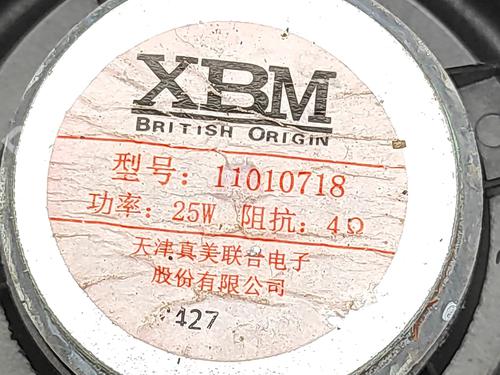 XBM
BRITISH ORIGIN
型号：11010718
功率：25W 阻抗：4Ω
天津真美联合电子
股份有限公司
427